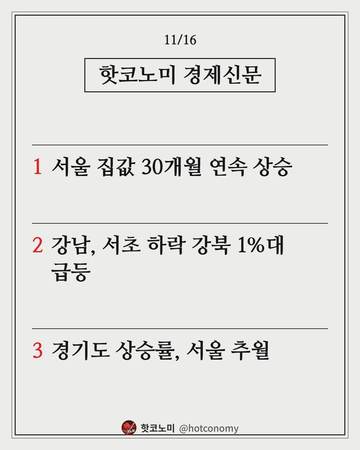 11/16
핫코노미 경제신문
1 서울 집값 30개월 연속 상승
2 강남, 서초 하락 강북 1%대
급등
3 경기도 상승률, 서울 추월
핫코노미 @hotconomy